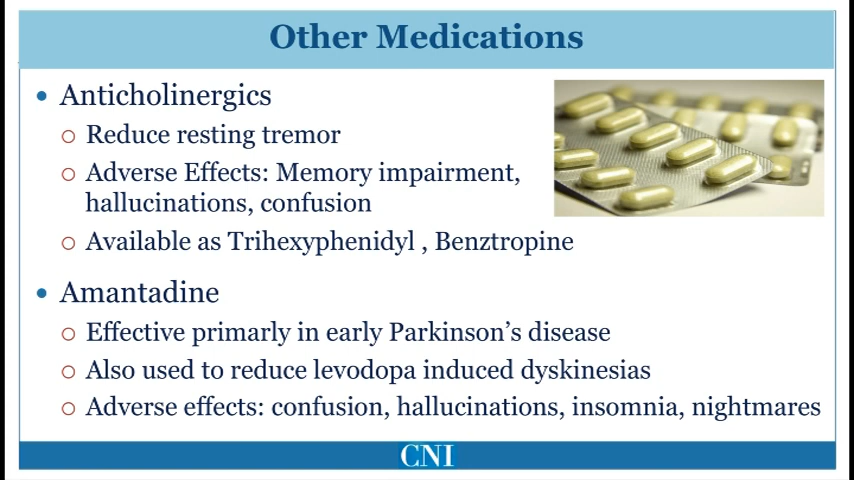 Other Medications
• Anticholinergics
○ Reduce resting tremor
○ Adverse Effects: Memory impairment,
hallucinations, confusion
○ Available as Trihexyphenidyl , Benztropine
• Amantadine
○ Effective primarly in early Parkinson’s disease
○ Also used to reduce levodopa induced dyskinesias
○ Adverse effects: confusion, hallucinations, insomnia, nightmares
CNI